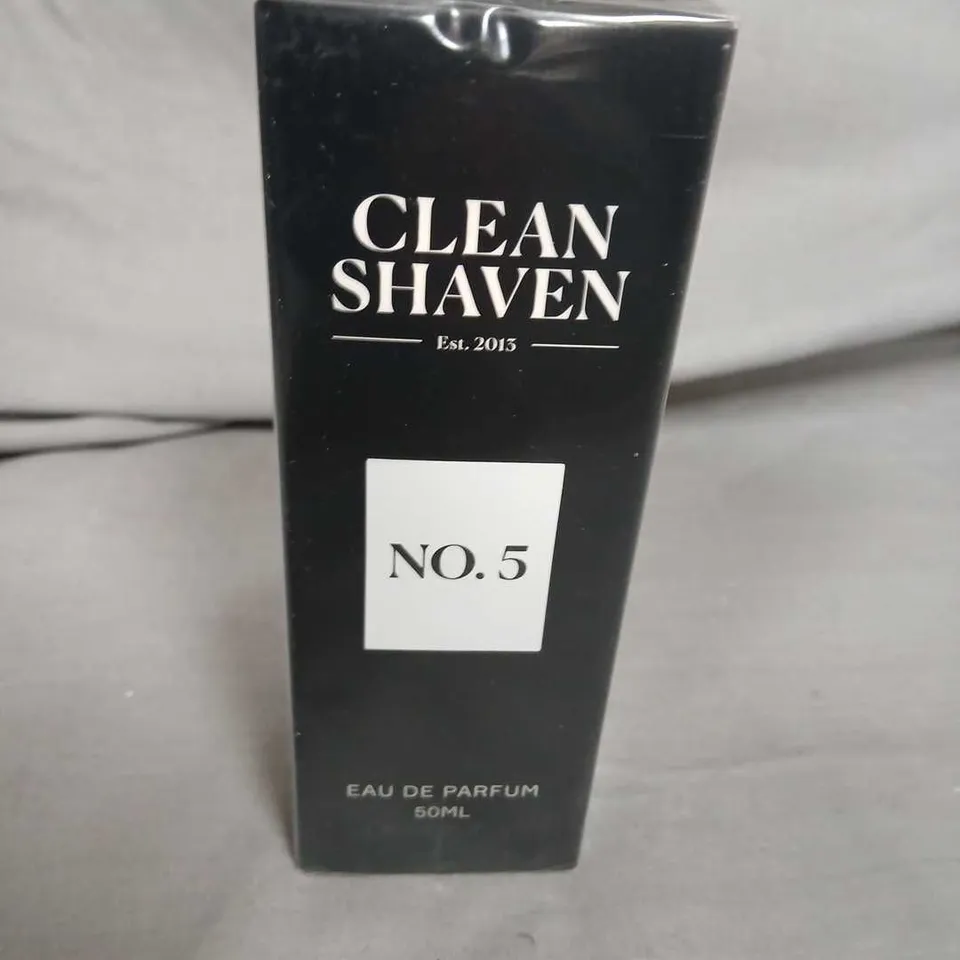 CLEAN
SHAVEN
Est. 2013
NO. 5
EAU DE PARFUM
50ML